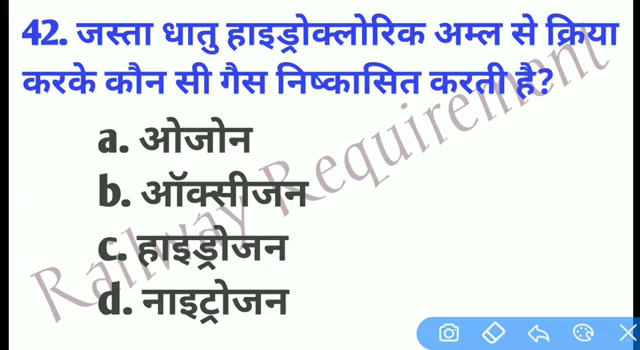 42. जस्ता धातु हाइड्रोक्लोरिक अम्ल से क्रिया
करके कौन सी गैस निष्कासित करती है?
a. ओजोन
b. ऑक्सीजन
c. हाइड्रोजन
d. नाइट्रोजन
Railway Requirement